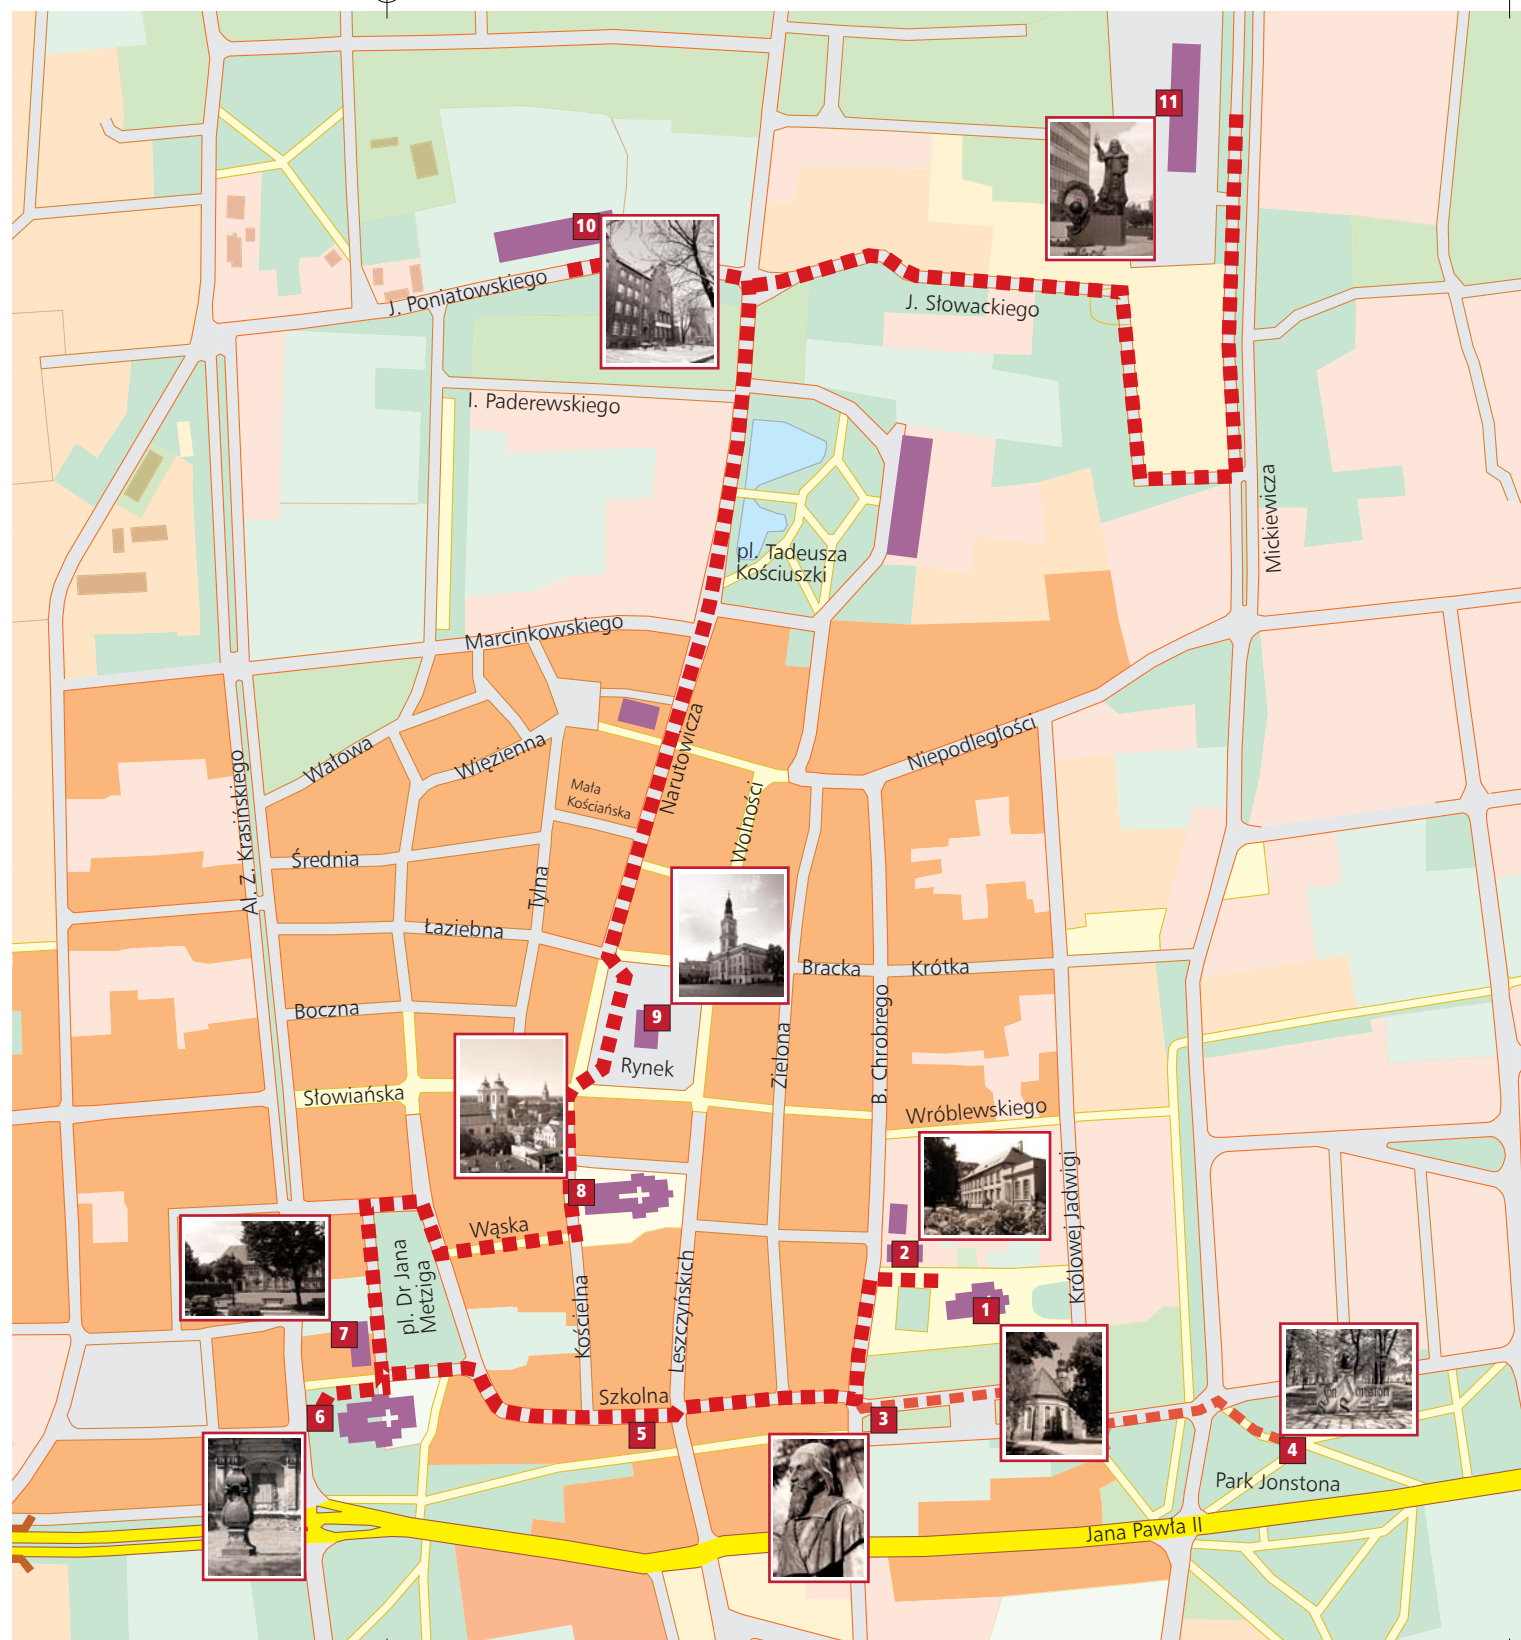 11
10
J. Poniatowskiego
J. Słowackiego
I. Paderewskiego
Mickiewicza
pl. Tadeusza
Kościuszki
Marcinkowskiego
Narutowicza
Niepodległości
Wałowa
Więzienna
Mała
Kościańska
Wolności
Al. Z. Krasińskiego
Średnia
Tylna
Łaziebna
Bracka
Krótka
Boczna
9
Rynek
Zielona
B. Chrobrego
Słowiańska
Wróblewskiego
8
Wąska
Królowej Jadwigi
2
pl. Dr Jana
Metziga
Kościelna
Leszczyńskich
1
7
Szkolna
6
5
3
4
Park Jonstona
Jana Pawła II